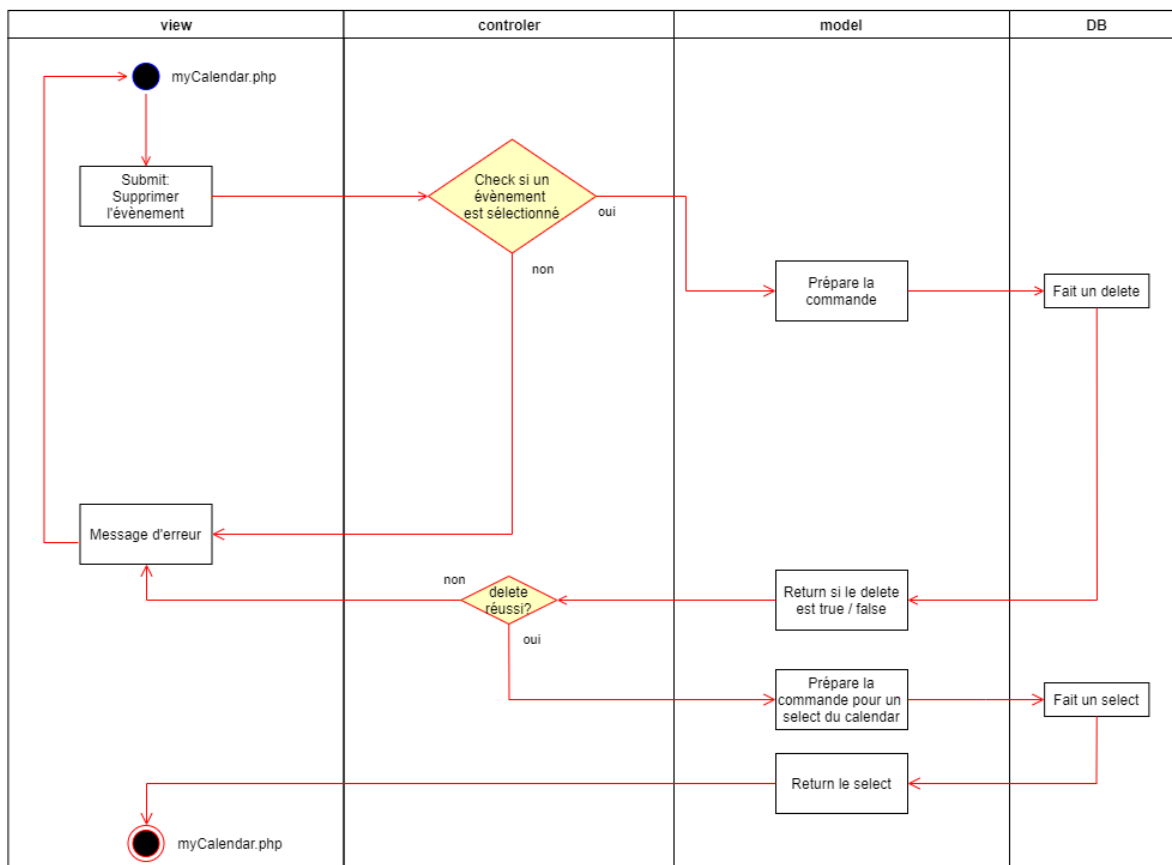 view
controler
model
DB
myCalendar.php
Submit:
Supprimer
l'évènement
Check si un
évènement
est sélectionné
oui
non
Prépare la
commande
Fait un delete
Message d'erreur
non
delete
réussi?
oui
Return si le delete
est true / false
Prépare la
commande pour un
select du calendar
Fait un select
Return le select
myCalendar.php